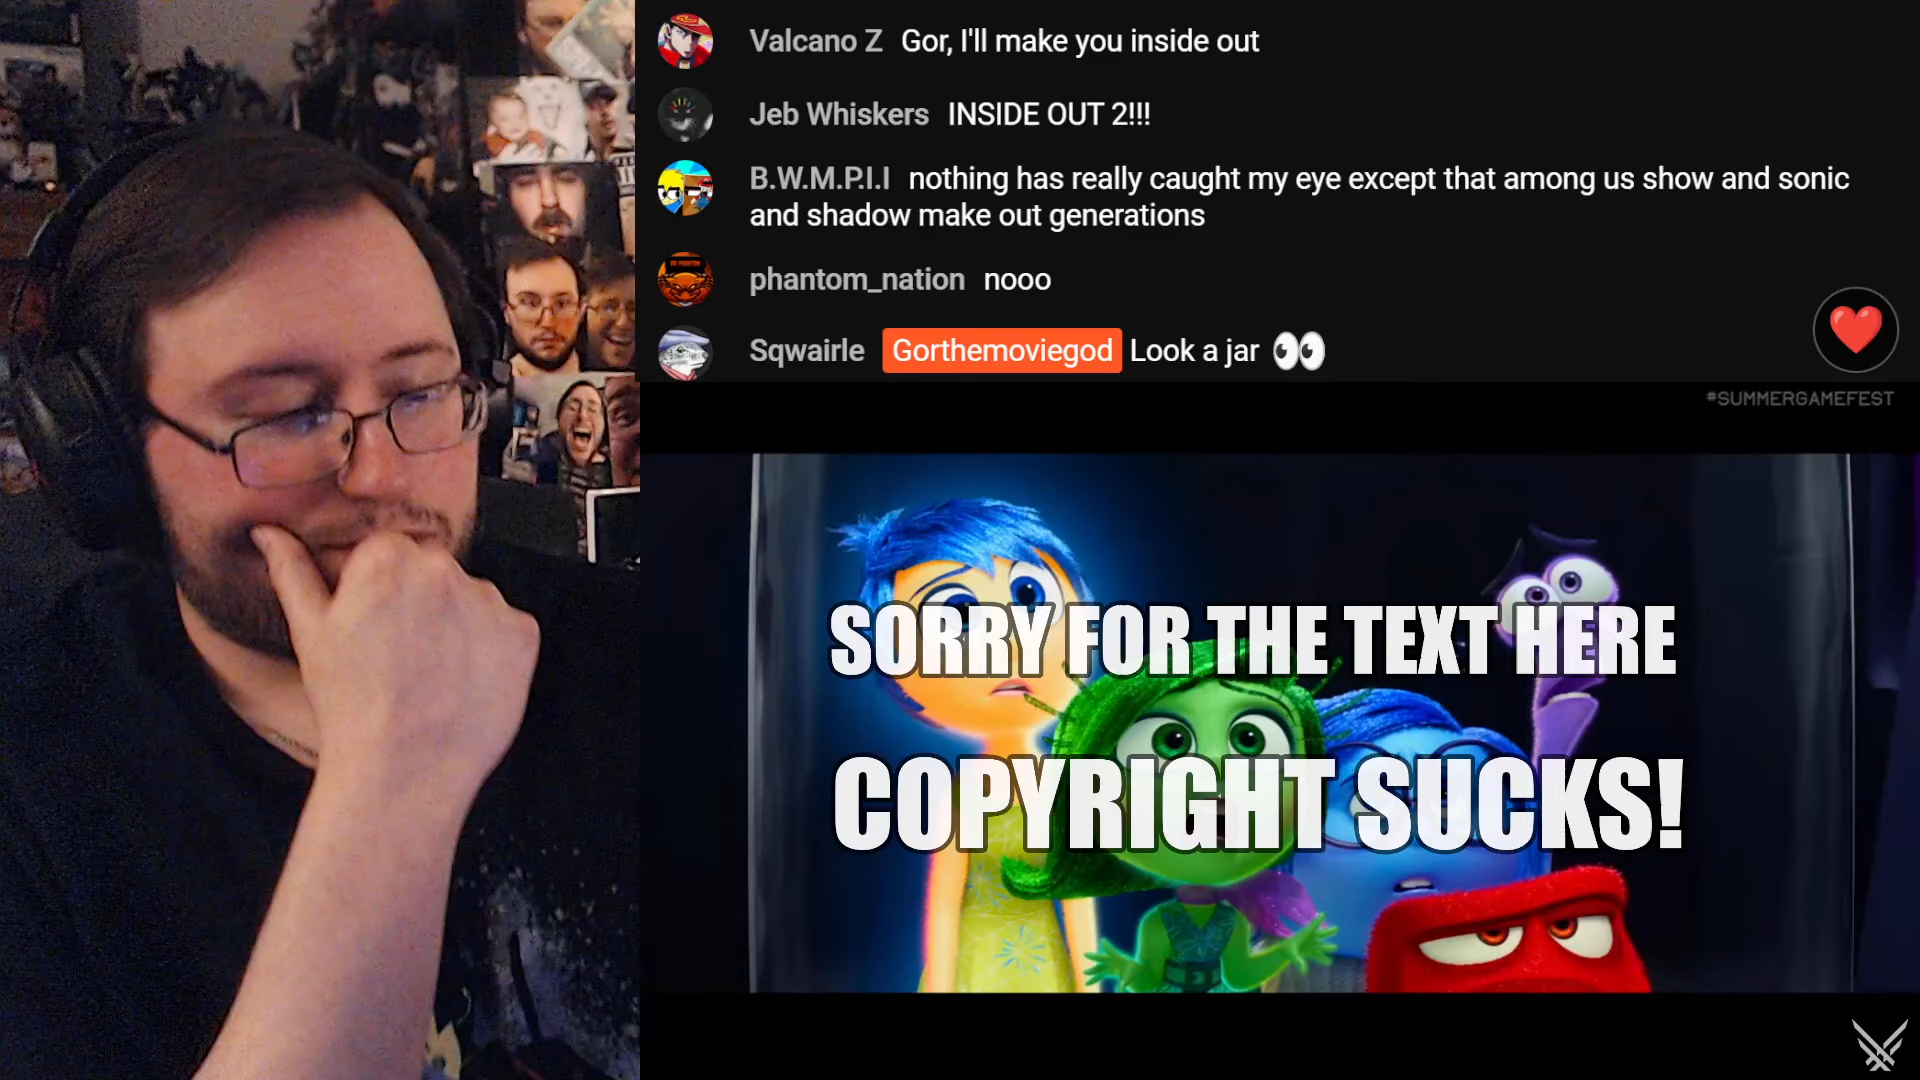 Valcano Z Gor, I'll make you inside out
Jeb Whiskers INSIDE OUT 2!!!
B.W.M.P.I.I nothing has really caught my eye except that among us show and sonic
and shadow make out generations
phantom_nation nooo
Sqwairle Gorthemoviegod Look a jar 👀
#SUMMERGAMEFEST
SORRY FOR THE TEXT HERE
COPYRIGHT SUCKS!